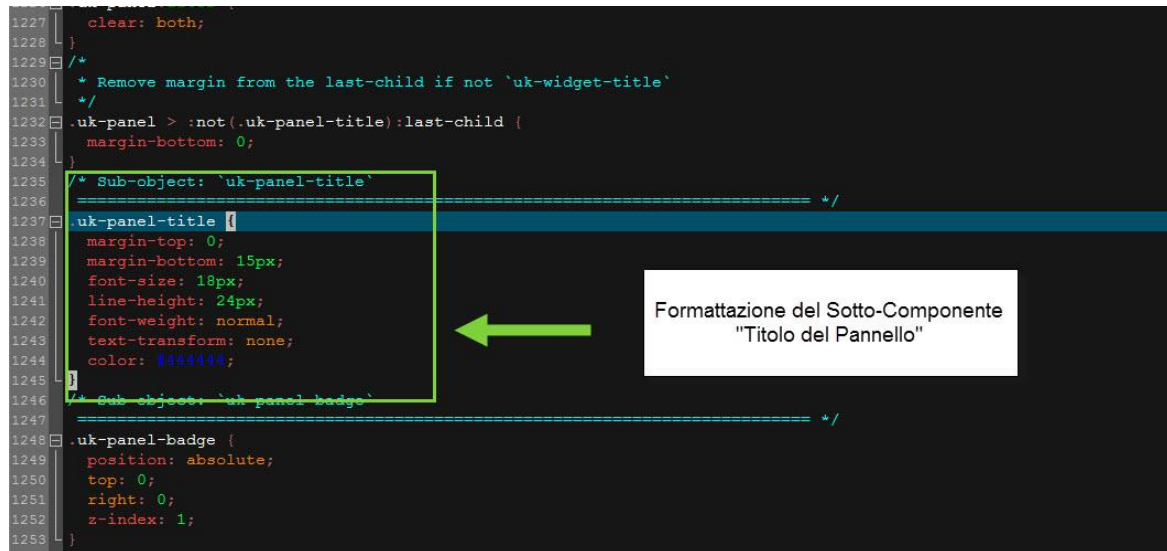 1227 clear: both;
1228 }
1229 /*
1230 * Remove margin from the last-child if not `uk-widget-title`
1231 */
1232 .uk-panel > :not(.uk-panel-title):last-child {
1233 margin-bottom: 0;
1234 }
1235 /* Sub-object: `uk-panel-title`
1236 ========================================================================== */
1237 .uk-panel-title {
1238 margin-top: 0;
1239 margin-bottom: 15px;
1240 font-size: 18px;
1241 line-height: 24px;
1242 font-weight: normal;
1243 text-transform: none;
1244 color: #444444;
1245 }
1246 /* Sub-object: `uk-panel-badge`
1247 ========================================================================== */
1248 .uk-panel-badge {
1249 position: absolute;
1250 top: 0;
1251 right: 0;
1252 z-index: 1;
1253 }
Formattazione del Sotto-Componente
"Titolo del Pannello"